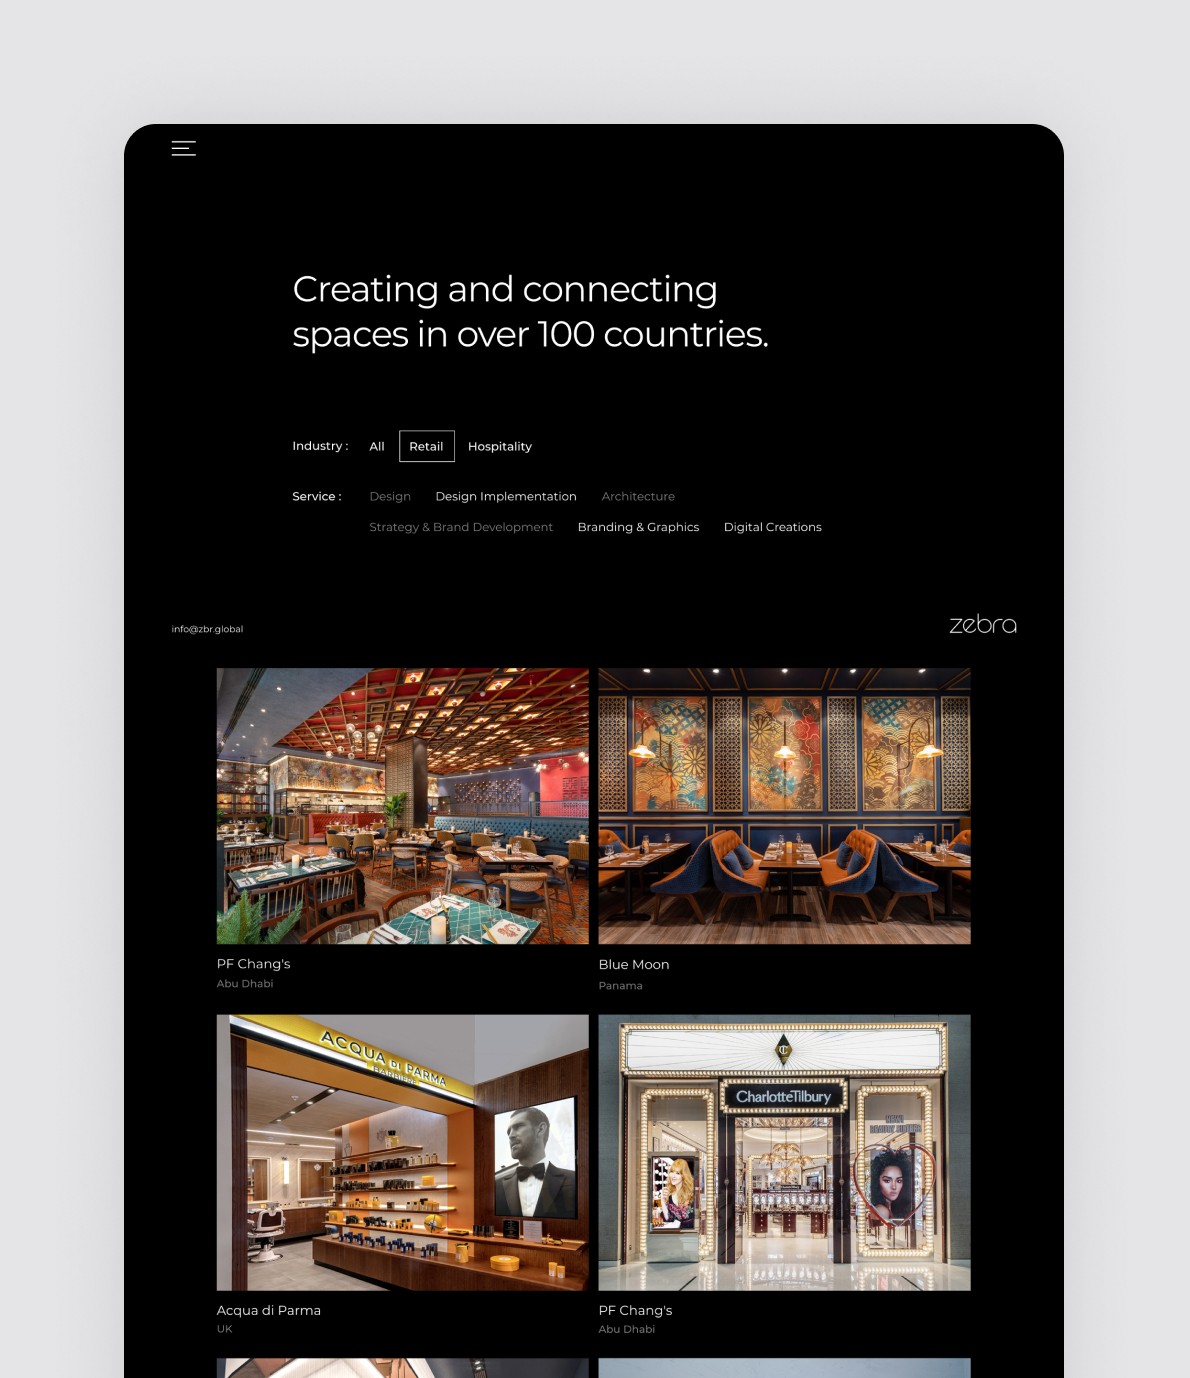 Creating and connecting
spaces in over 100 countries.
Industry : All Retail Hospitality
Service : Design Design Implementation Architecture
Strategy & Brand Development Branding & Graphics Digital Creations
info@zbr.global
zebra
PF Chang's
Abu Dhabi
Blue Moon
Panama
ACQUA DI PARMA
BARBIERE
CT
CharlotteTilbury
Acqua di Parma
UK
PF Chang's
Abu Dhabi